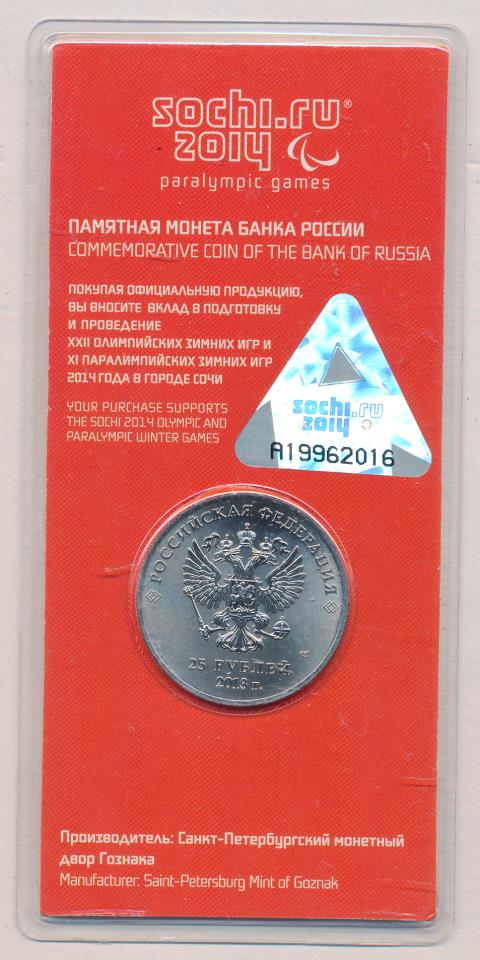 sochi.ru®
2014
paralympic games
ПАМЯТНАЯ МОНЕТА БАНКА РОССИИ
COMMEMORATIVE COIN OF THE BANK OF RUSSIA
ПОКУПАЯ ОФИЦИАЛЬНУЮ ПРОДУКЦИЮ,
ВЫ ВНОСИТЕ ВКЛАД В ПОДГОТОВКУ
И ПРОВЕДЕНИЕ
XXII ОЛИМПИЙСКИХ ЗИМНИХ ИГР И
XI ПАРАЛИМПИЙСКИХ ЗИМНИХ ИГР
2014 ГОДА В ГОРОДЕ СОЧИ
YOUR PURCHASE SUPPORTS
THE SOCHI 2014 OLYMPIC AND
PARALYMPIC WINTER GAMES
sochi.ru
2014
A19962016
РОССИЙСКАЯ ФЕДЕРАЦИЯ
25 РУБЛЕЙ
2013 г.
Производитель: Санкт-Петербургский монетный
двор Гознака
Manufacturer: Saint-Petersburg Mint of Goznak